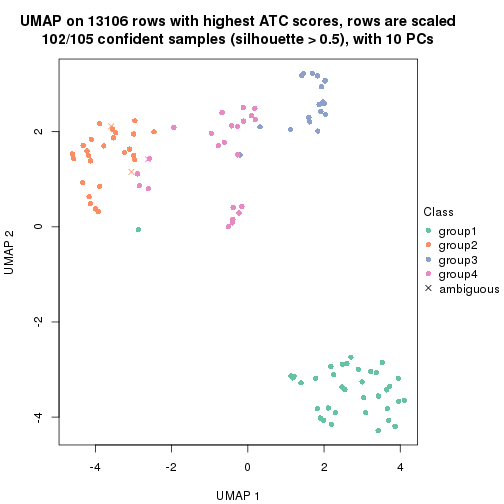 UMAP on 13106 rows with highest ATC scores, rows are scaled
102/105 confident samples (silhouette > 0.5), with 10 PCs
UMAP 2
2
0
-2
-4
-4
-2
0
2
4
UMAP 1
Class
group1
group2
group3
group4
ambiguous